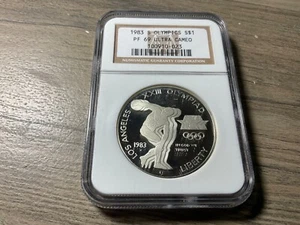 1983 S OLYMPICS S$1
PF 69 ULTRA CAMEO
NUMISMATIC GUARANTY CORPORATION
LOS ANGELES
XXIII OLYMPIAD
1983
LIBERTY